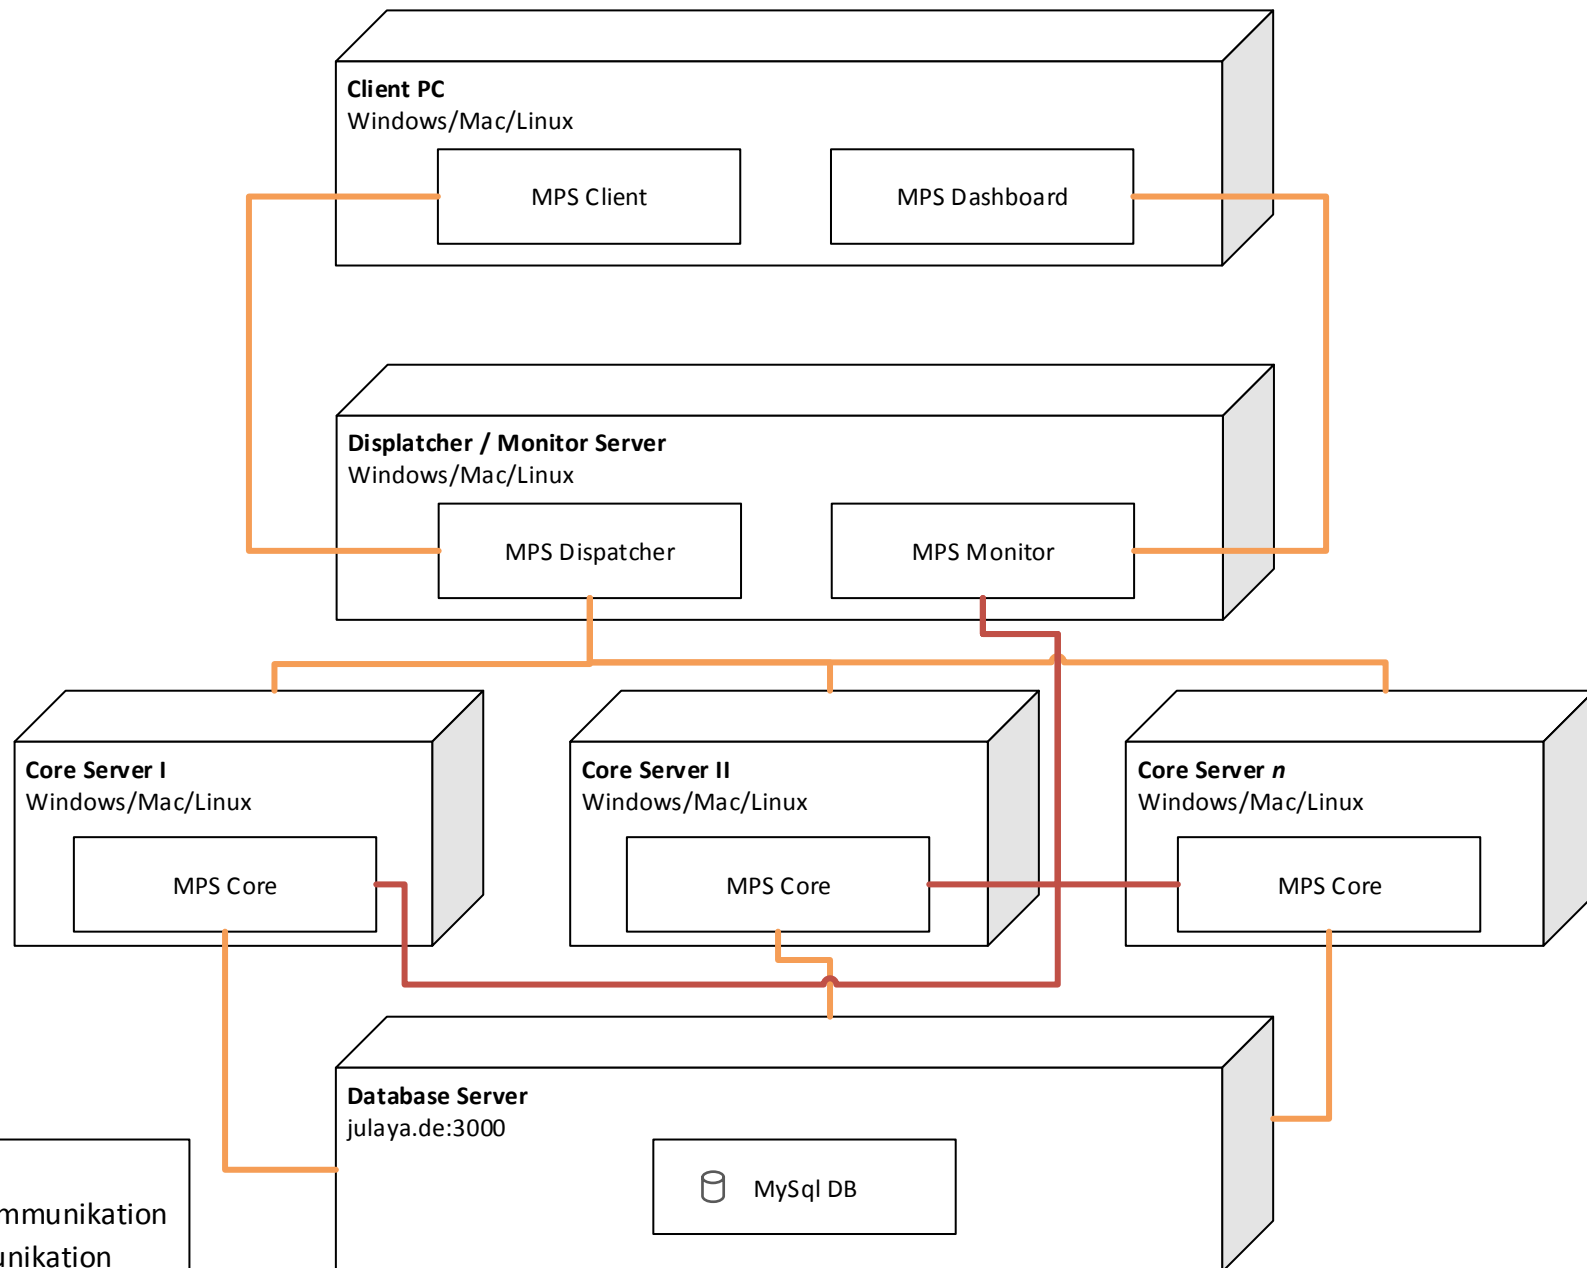 Client PC
Windows/Mac/Linux
MPS Client
MPS Dashboard
Displatcher / Monitor Server
Windows/Mac/Linux
MPS Dispatcher
MPS Monitor
Core Server I
Windows/Mac/Linux
MPS Core
Core Server II
Windows/Mac/Linux
MPS Core
Core Server n
Windows/Mac/Linux
MPS Core
Database Server
julaya.de:3000
MySql DB
mmunikation
unikation